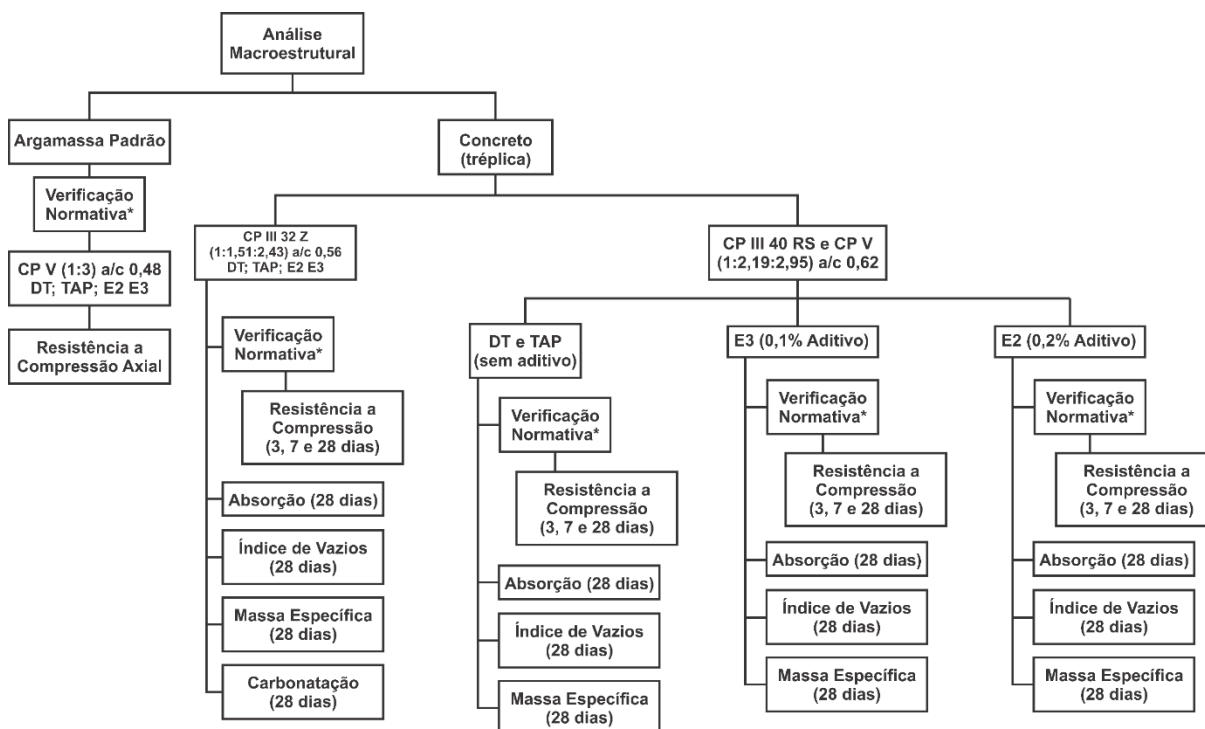 Análise
Macroestrutural
Argamassa Padrão
Verificação
Normativa*
CP V (1:3) a/c 0,48
DT; TAP; E2 E3
Resistência a
Compressão Axial
Concreto
(tréplica)
CP III 32 Z
(1:1,51:2,43) a/c 0,56
DT; TAP; E2 E3
Verificação
Normativa*
Resistência a
Compressão
(3, 7 e 28 dias)
Absorção (28 dias)
Índice de Vazios
(28 dias)
Massa Específica
(28 dias)
Carbonatação
(28 dias)
CP III 40 RS e CP V
(1:2,19:2,95) a/c 0,62
DT e TAP
(sem aditivo)
Verificação
Normativa*
Resistência a
Compressão
(3, 7 e 28 dias)
Absorção (28 dias)
Índice de Vazios
(28 dias)
Massa Específica
(28 dias)
E3 (0,1% Aditivo)
Verificação
Normativa*
Resistência a
Compressão
(3, 7 e 28 dias)
Absorção (28 dias)
Índice de Vazios
(28 dias)
Massa Específica
(28 dias)
E2 (0,2% Aditivo)
Verificação
Normativa*
Resistência a
Compressão
(3, 7 e 28 dias)
Absorção (28 dias)
Índice de Vazios
(28 dias)
Massa Específica
(28 dias)